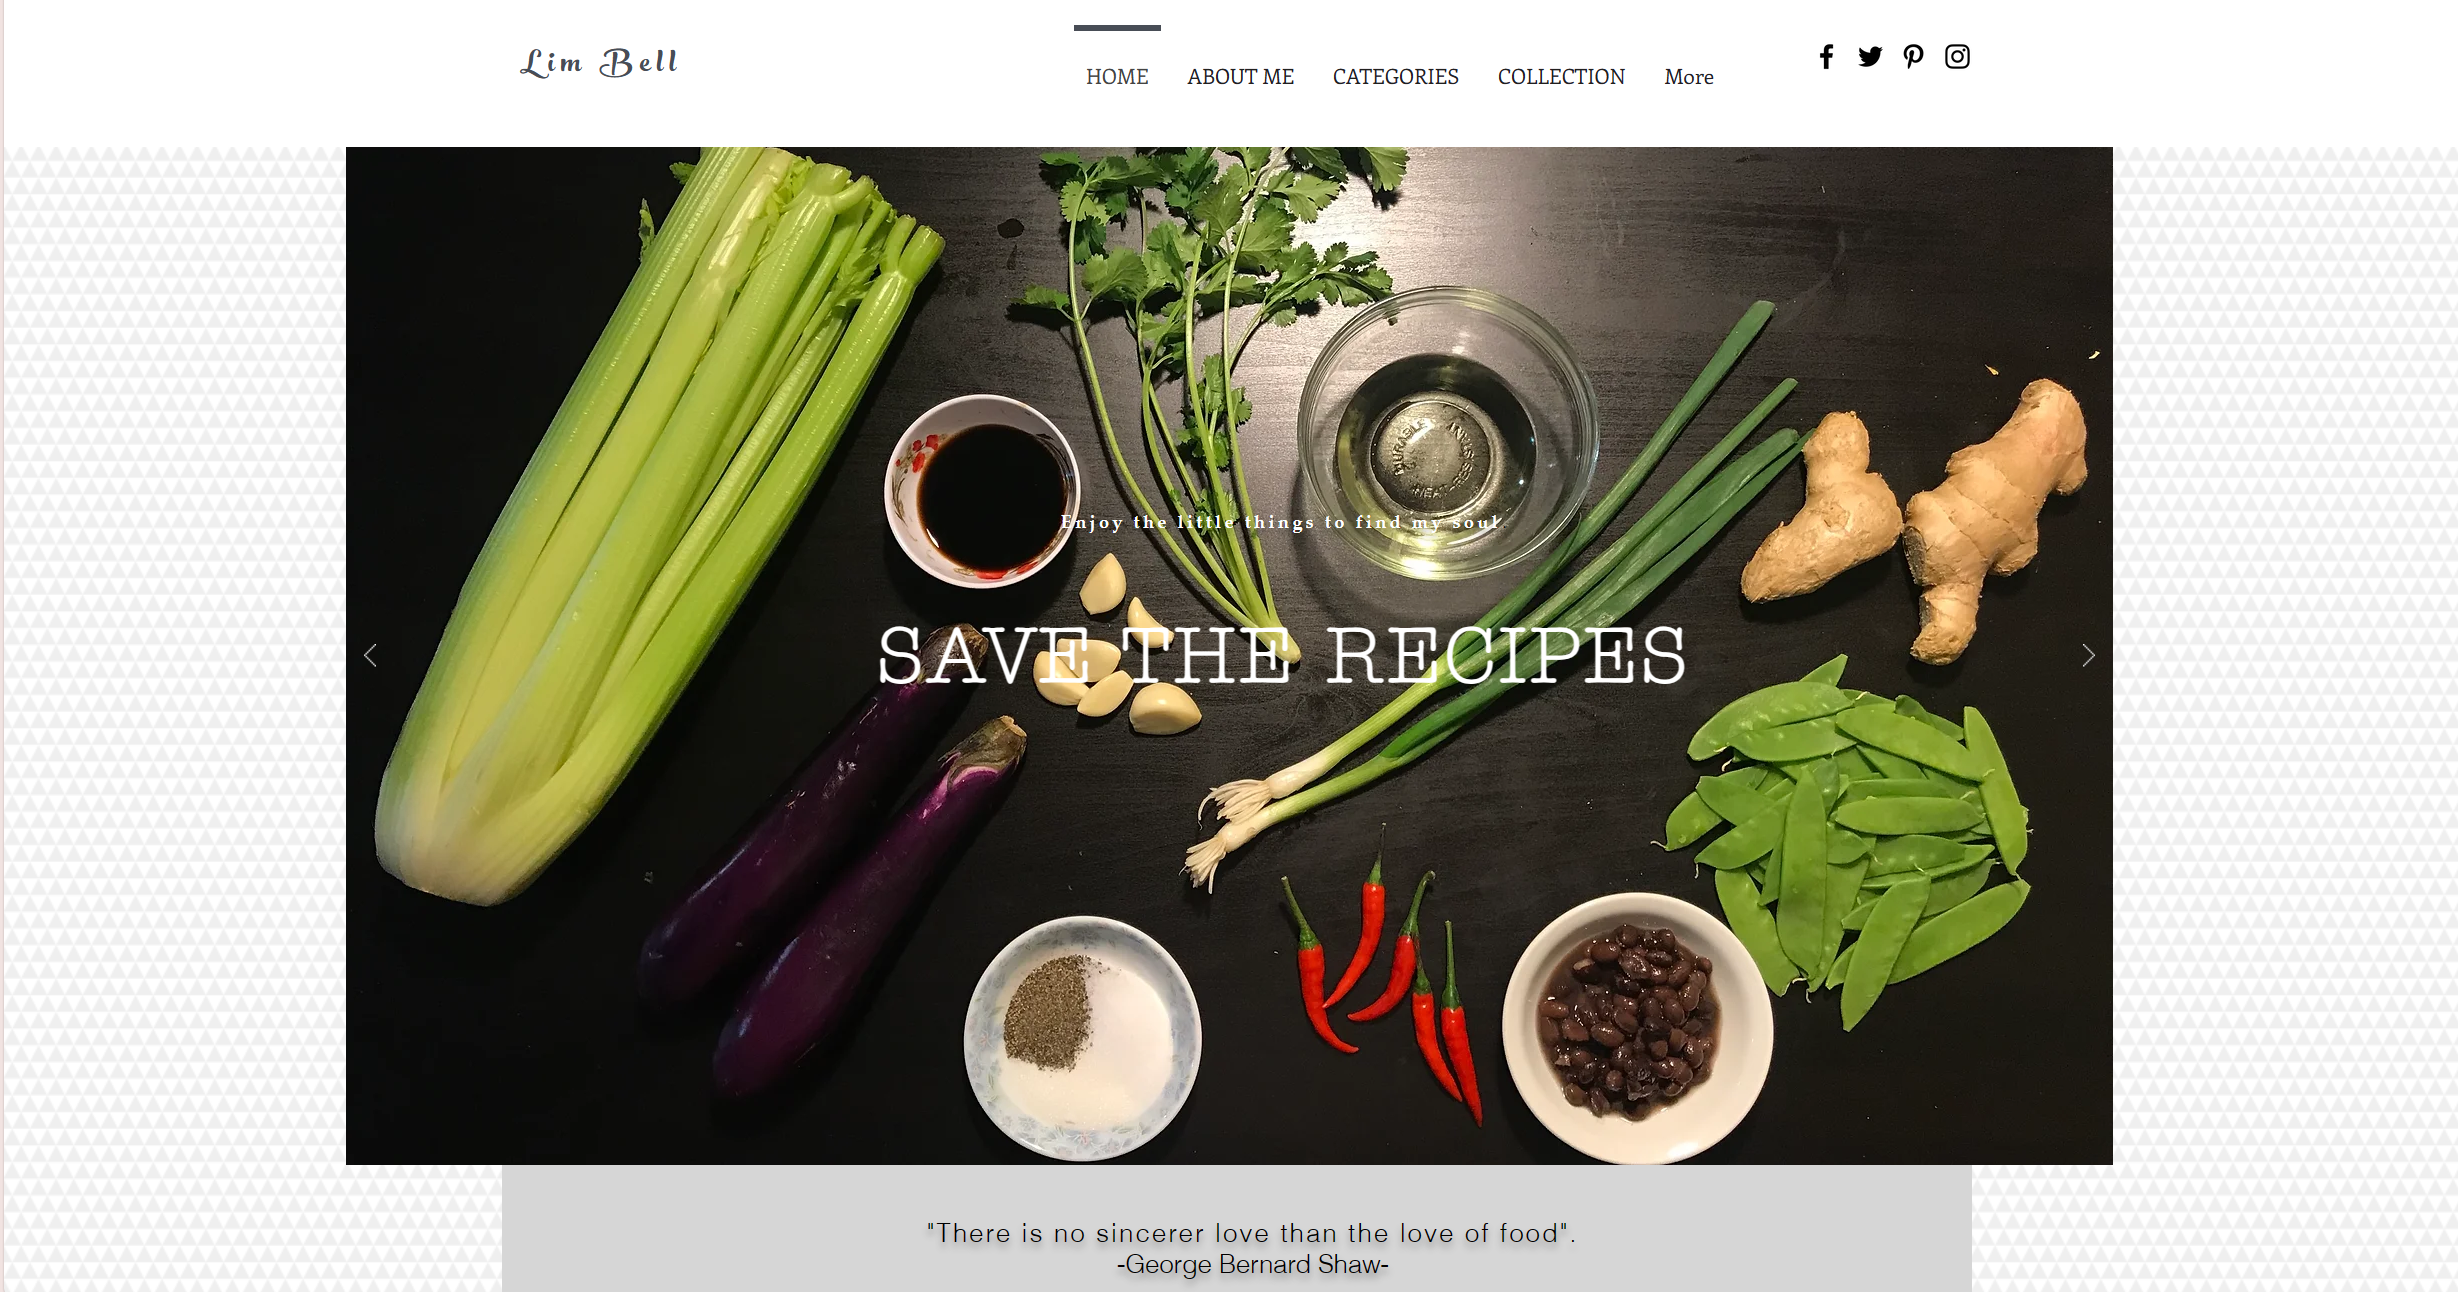 Lim Bell
HOME ABOUT ME CATEGORIES COLLECTION More
Enjoy the little things to find my soul
SAVE THE RECIPES
"There is no sincerer love than the love of food".
-George Bernard Shaw-